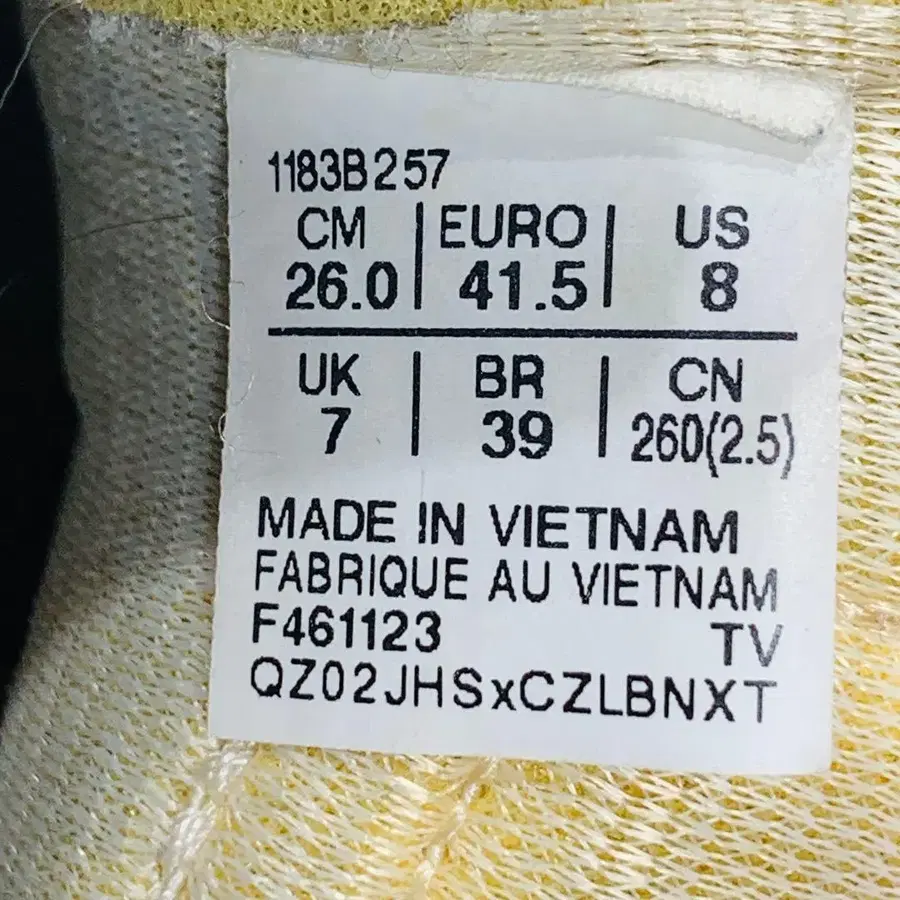 1183B257
CM EURO US
26.0 41.5 8
UK BR CN
7 39 260(2.5)
MADE IN VIETNAM
FABRIQUE AU VIETNAM
F461123 TV
QZ02JHSxCZLBNXT